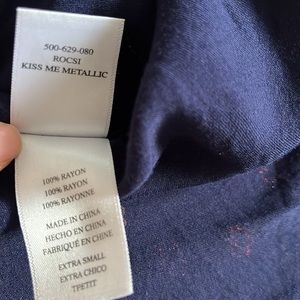 500-629-080
ROCSI
KISS ME METALLIC
100% RAYON
100% RAYON
100% RAYONNE
MADE IN CHINA
HECHO EN CHINA
FABRIQUÉ EN CHINE
EXTRA SMALL
EXTRA CHICO
TPETIT